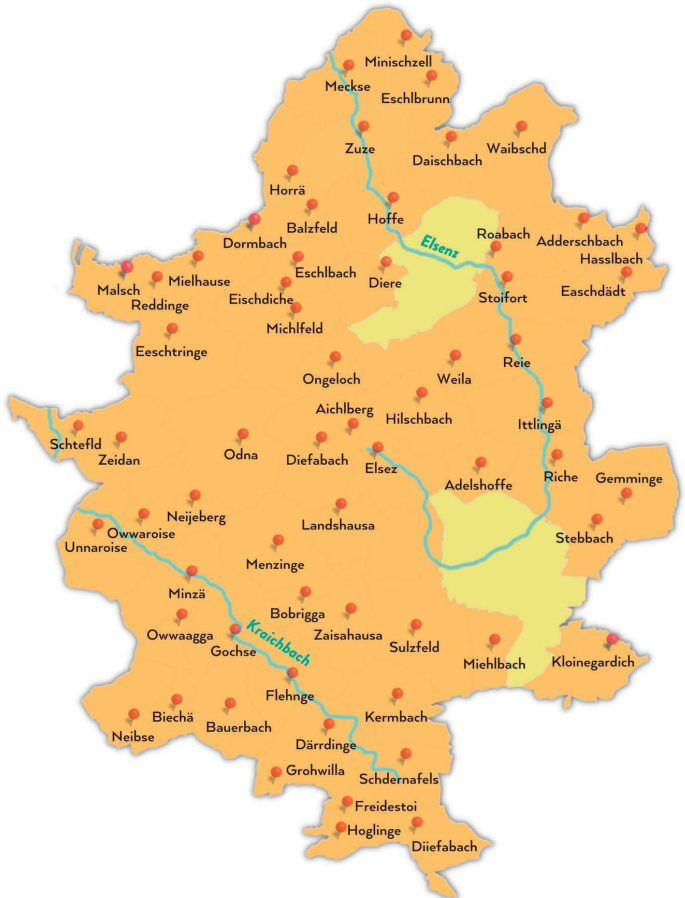 Minischzell
Meckse
Eschlbrunn
Zuze
Waibschd
Daischbach
Horrä
Hoffe
Balzfeld
Roabach
Adderschbach
Dormbach
Elsenz
Hasslbach
Eschlbach
Mielhause
Diere
Malsch
Reddinge
Eischdiche
Stoifort
Easchdädt
Michlfeld
Eeschtringe
Reie
Ongeloch
Weila
Aichlberg
Hilschbach
Ittlingä
Schtefld
Zeidan
Odna
Diefabach
Elsez
Riche
Gemminge
Adelshoffe
Neijeberg
Landshausa
Owwaroise
Stebbach
Unnaroise
Menzinge
Minzä
Bobrigga
Owwaagga
Kraichbach
Zaisahausa
Gochse
Sulzfeld
Miehlbach
Kloinegardich
Flehnge
Biechä
Kermbach
Neibse
Bauerbach
Därrdinge
Grohwilla
Schdernafels
Freidestoi
Hoglinge
Diiefabach